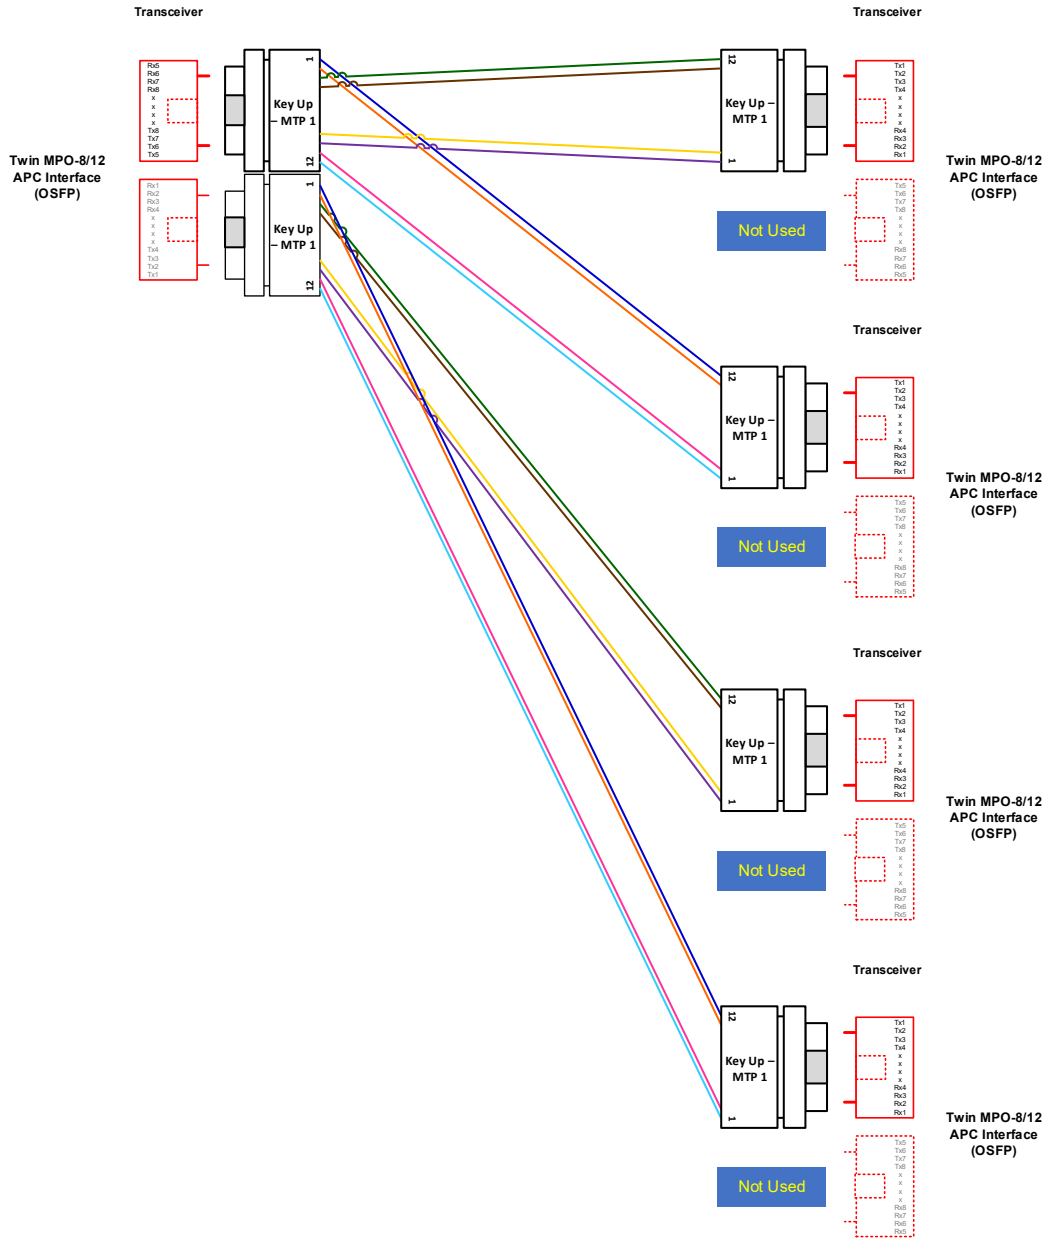 Transceiver
Rx5
Rx6
Rx7
Rx8
x
x
x
x
Tx8
Tx7
Tx6
Tx5
1
Key Up
– MTP 1
12
Twin MPO-8/12
APC Interface
(OSFP)
Rx1
Rx2
Rx3
Rx4
x
x
x
x
Tx4
Tx3
Tx2
Tx1
1
Key Up
– MTP 1
12
Transceiver
12
Key Up –
MTP 1
1
Tx1
Tx2
Tx3
Tx4
x
x
x
x
Rx4
Rx3
Rx2
Rx1
Twin MPO-8/12
APC Interface
(OSFP)
Not Used
Tx5
Tx6
Tx7
Tx8
x
x
x
x
Rx8
Rx7
Rx6
Rx5
Transceiver
12
Key Up –
MTP 1
1
Tx1
Tx2
Tx3
Tx4
x
x
x
x
Rx4
Rx3
Rx2
Rx1
Twin MPO-8/12
APC Interface
(OSFP)
Not Used
Tx5
Tx6
Tx7
Tx8
x
x
x
x
Rx8
Rx7
Rx6
Rx5
Transceiver
12
Key Up –
MTP 1
1
Tx1
Tx2
Tx3
Tx4
x
x
x
x
Rx4
Rx3
Rx2
Rx1
Twin MPO-8/12
APC Interface
(OSFP)
Not Used
Tx5
Tx6
Tx7
Tx8
x
x
x
x
Rx8
Rx7
Rx6
Rx5
Transceiver
12
Key Up –
MTP 1
1
Tx1
Tx2
Tx3
Tx4
x
x
x
x
Rx4
Rx3
Rx2
Rx1
Twin MPO-8/12
APC Interface
(OSFP)
Not Used
Tx5
Tx6
Tx7
Tx8
x
x
x
x
Rx8
Rx7
Rx6
Rx5